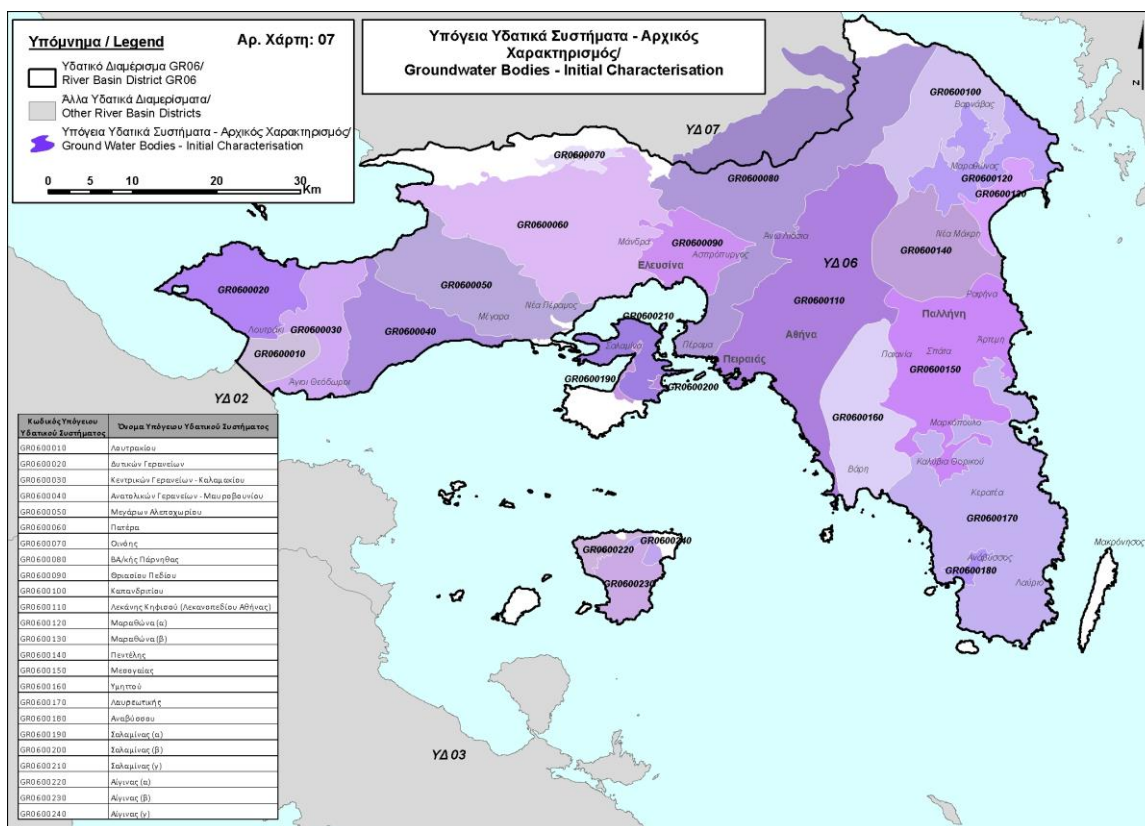 Υπόμνημα / Legend
Αρ. Χάρτη: 07
Υδατικό Διαμέρισμα GR06/
River Basin District GR06
Άλλα Υδατικά Διαμερίσματα/
Other River Basin Districts
Υπόγεια Υδατικά Συστήματα - Αρχικός Χαρακτηρισμός/
Ground Water Bodies - Initial Characterisation
0 5 10 20 30
Km
Υπόγεια Υδατικά Συστήματα - Αρχικός
Χαρακτηρισμός/
Groundwater Bodies - Initial Characterisation
N
ΥΔ 07
GR0600100
Βαρνάβας
GR0600070
Μαραθώνας
GR0600080
GR0600120
GR0600130
GR0600060
Μάνδρα
GR0600090
Άνω Λιόσια
Νέα Μάκρη
Ασπρόπυργος
GR0600140
Ελευσίνα
ΥΔ 06
GR0600020
GR0600050
Νέα Πέραμος
GR0600110
Ραφήνα
Μέγαρα
GR0600210
Παλλήνη
Λουτράκι
GR0600030
GR0600040
Σαλαμίνα
Πέραμα
Αθήνα
Άρτεμη
GR0600010
Πειραιάς
Παιανία
Σπάτα
GR0600150
Άγιοι Θεόδωροι
GR0600190
GR0600200
ΥΔ 02
GR0600160
Μαρκόπουλο
Βάρη
Καλύβια Θορικού
Κερατέα
GR0600170
GR0600240
GR0600220
Μακρόνησος
Αναβύσσος
GR0600180
Λαύριο
GR0600230
ΥΔ 03
Κωδικός Υπόγειου
Υδατικού Συστήματος
Όνομα Υπόγειου Υδατικού Συστήματος
GR0600010 Λουτρακίου
GR0600020 Δυτικών Γερανείων
GR0600030 Κεντρικών Γερανείων - Καλαμακίου
GR0600040 Ανατολικών Γερανείων - Μαυροβουνίου
GR0600050 Μεγάρων Αλεποχωρίου
GR0600060 Πατέρα
GR0600070 Οινόης
GR0600080 ΒΑ/κής Πάρνηθας
GR0600090 Θριασίου Πεδίου
GR0600100 Καπανδριτίου
GR0600110 Λεκάνης Κηφισού (Λεκανοπεδίου Αθήνας)
GR0600120 Μαραθώνα (α)
GR0600130 Μαραθώνα (β)
GR0600140 Πεντέλης
GR0600150 Μεσογαίας
GR0600160 Υμηττού
GR0600170 Λαυρεωτικής
GR0600180 Αναβύσσου
GR0600190 Σαλαμίνας (α)
GR0600200 Σαλαμίνας (β)
GR0600210 Σαλαμίνας (γ)
GR0600220 Αίγινας (α)
GR0600230 Αίγινας (β)
GR0600240 Αίγινας (γ)